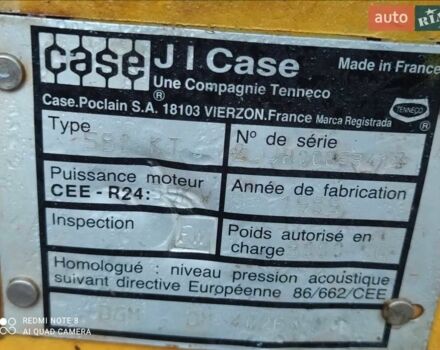 auto RIA
case J I Case Made in France
Une Compagnie Tenneco
Case.Poclain S.A. 18103 VIERZON.France Marca Registrada
TENNECO
Type N° de série
Puissance moteur Année de fabrication
CEE - R24:
Inspection Poids autorisé en
charge
Homologué : niveau pression acoustique
suivant directive Européenne 86/662/CEE
REDMI NOTE 8
AI QUAD CAMERA